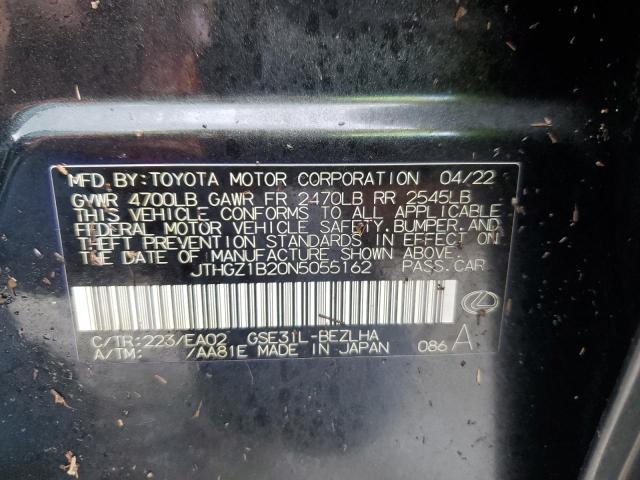 MFD.BY:TOYOTA MOTOR CORPORATION 04/22
GVWR 4700LB GAWR FR 2470LB RR 2545LB
THIS VEHICLE CONFORMS TO ALL APPLICABLE
FEDERAL MOTOR VEHICLE SAFETY,BUMPER,AND
THEFT PREVENTION STANDARDS IN EFFECT ON
THE DATE OF MANUFACTURE SHOWN ABOVE.
JTHGZ1B20N5055162 PASS.CAR
C/TR:223/EA02 GSE31L-BEZLHA
A/TM: /AA81E MADE IN JAPAN 086 A